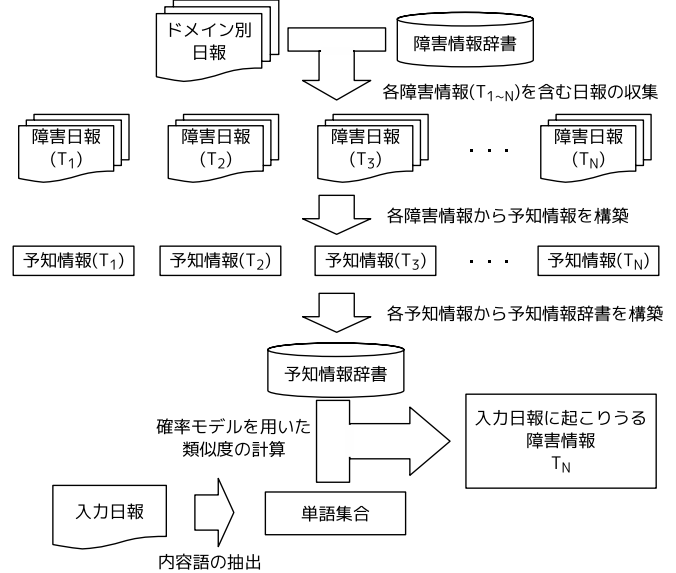 ドメイン別
日報
障害情報辞書
各障害情報(T1~N)を含む日報の収集
障害日報
(T1)
障害日報
(T2)
障害日報
(T3)
・・・
障害日報
(TN)
各障害情報から予知情報を構築
予知情報(T1)
予知情報(T2)
予知情報(T3)
・・・
予知情報(TN)
各予知情報から予知情報辞書を構築
予知情報辞書
確率モデルを用いた
類似度の計算
入力日報に起こりうる
障害情報
TN
入力日報
単語集合
内容語の抽出